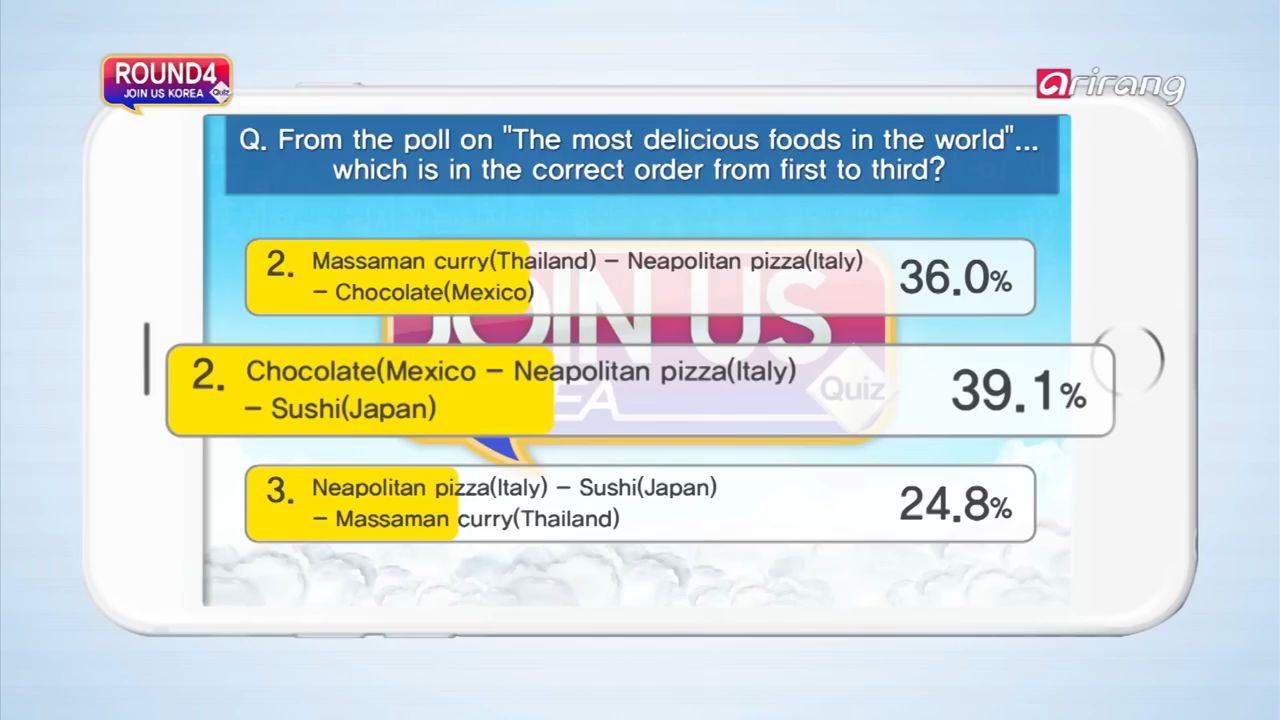 ROUND4
JOIN US KOREA Quiz
arirang
Q. From the poll on "The most delicious foods in the world"...
which is in the correct order from first to third?
2. Massaman curry(Thailand) – Neapolitan pizza(Italy)
– Chocolate(Mexico)
36.0%
JOIN US
2. Chocolate(Mexico – Neapolitan pizza(Italy)
– Sushi(Japan)
39.1%
Quiz
3. Neapolitan pizza(Italy) – Sushi(Japan)
– Massaman curry(Thailand)
24.8%